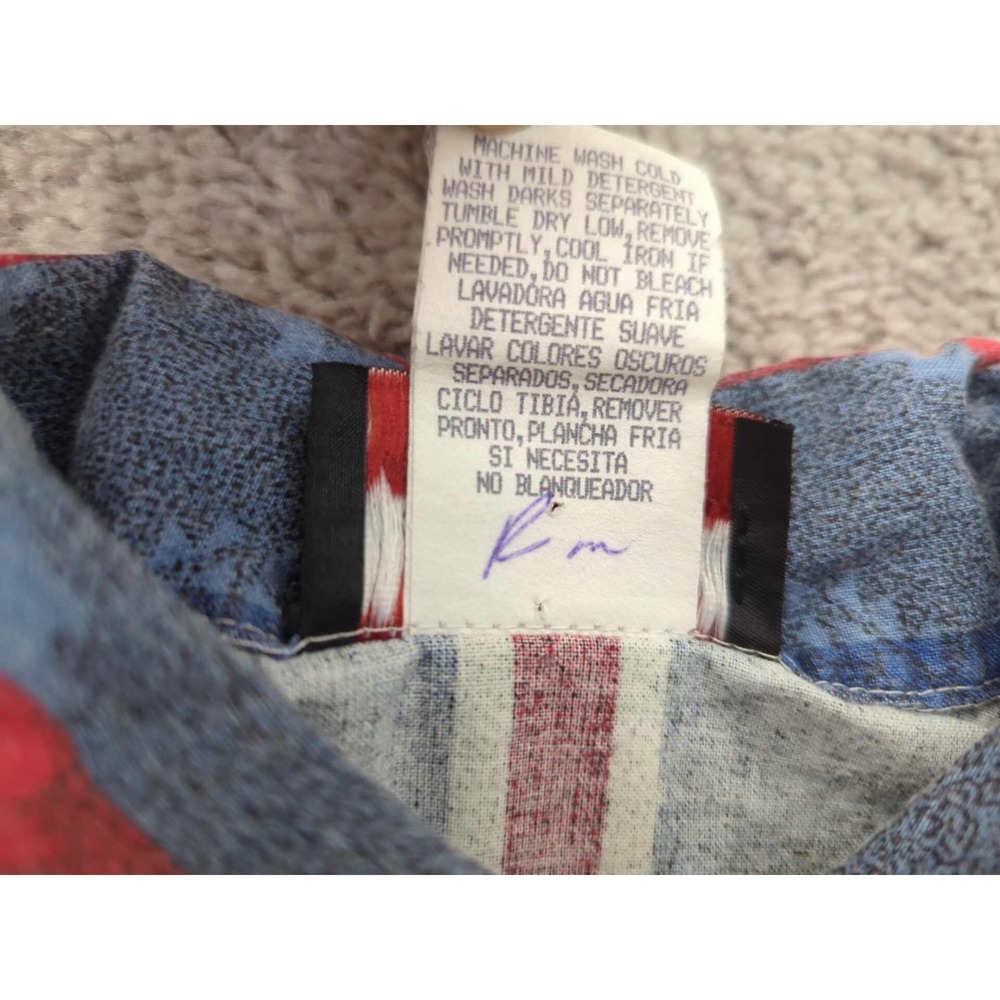 MACHINE WASH COLD
WITH MILD DETERGENT
WASH DARKS SEPARATELY
TUMBLE DRY LOW,REMOVE
PROMPTLY,COOL IRON IF
NEEDED,DO NOT BLEACH
LAVADORA AGUA FRIA
DETERGENTE SUAVE
LAVAR COLORES OSCUROS
SEPARADOS,SECADORA
CICLO TIBIA,REMOVER
PRONTO,PLANCHA FRIA
SI NECESITA
NO BLANQUEADOR